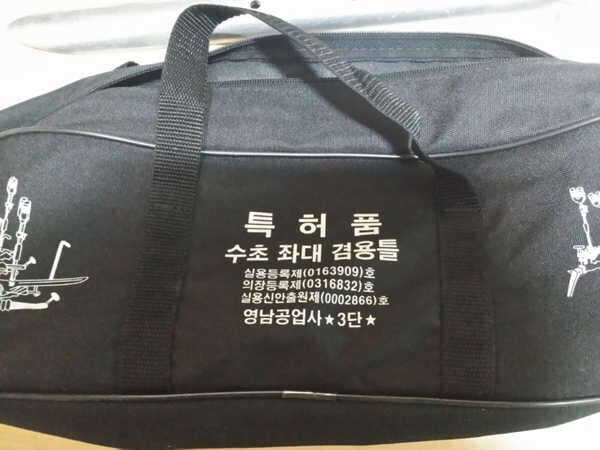 특허품
수초 좌대 겸용틀
실용등록제(0163909)호
의장등록제(0316832)호
실용신안출원제(0002866)호
영남공업사★3단★